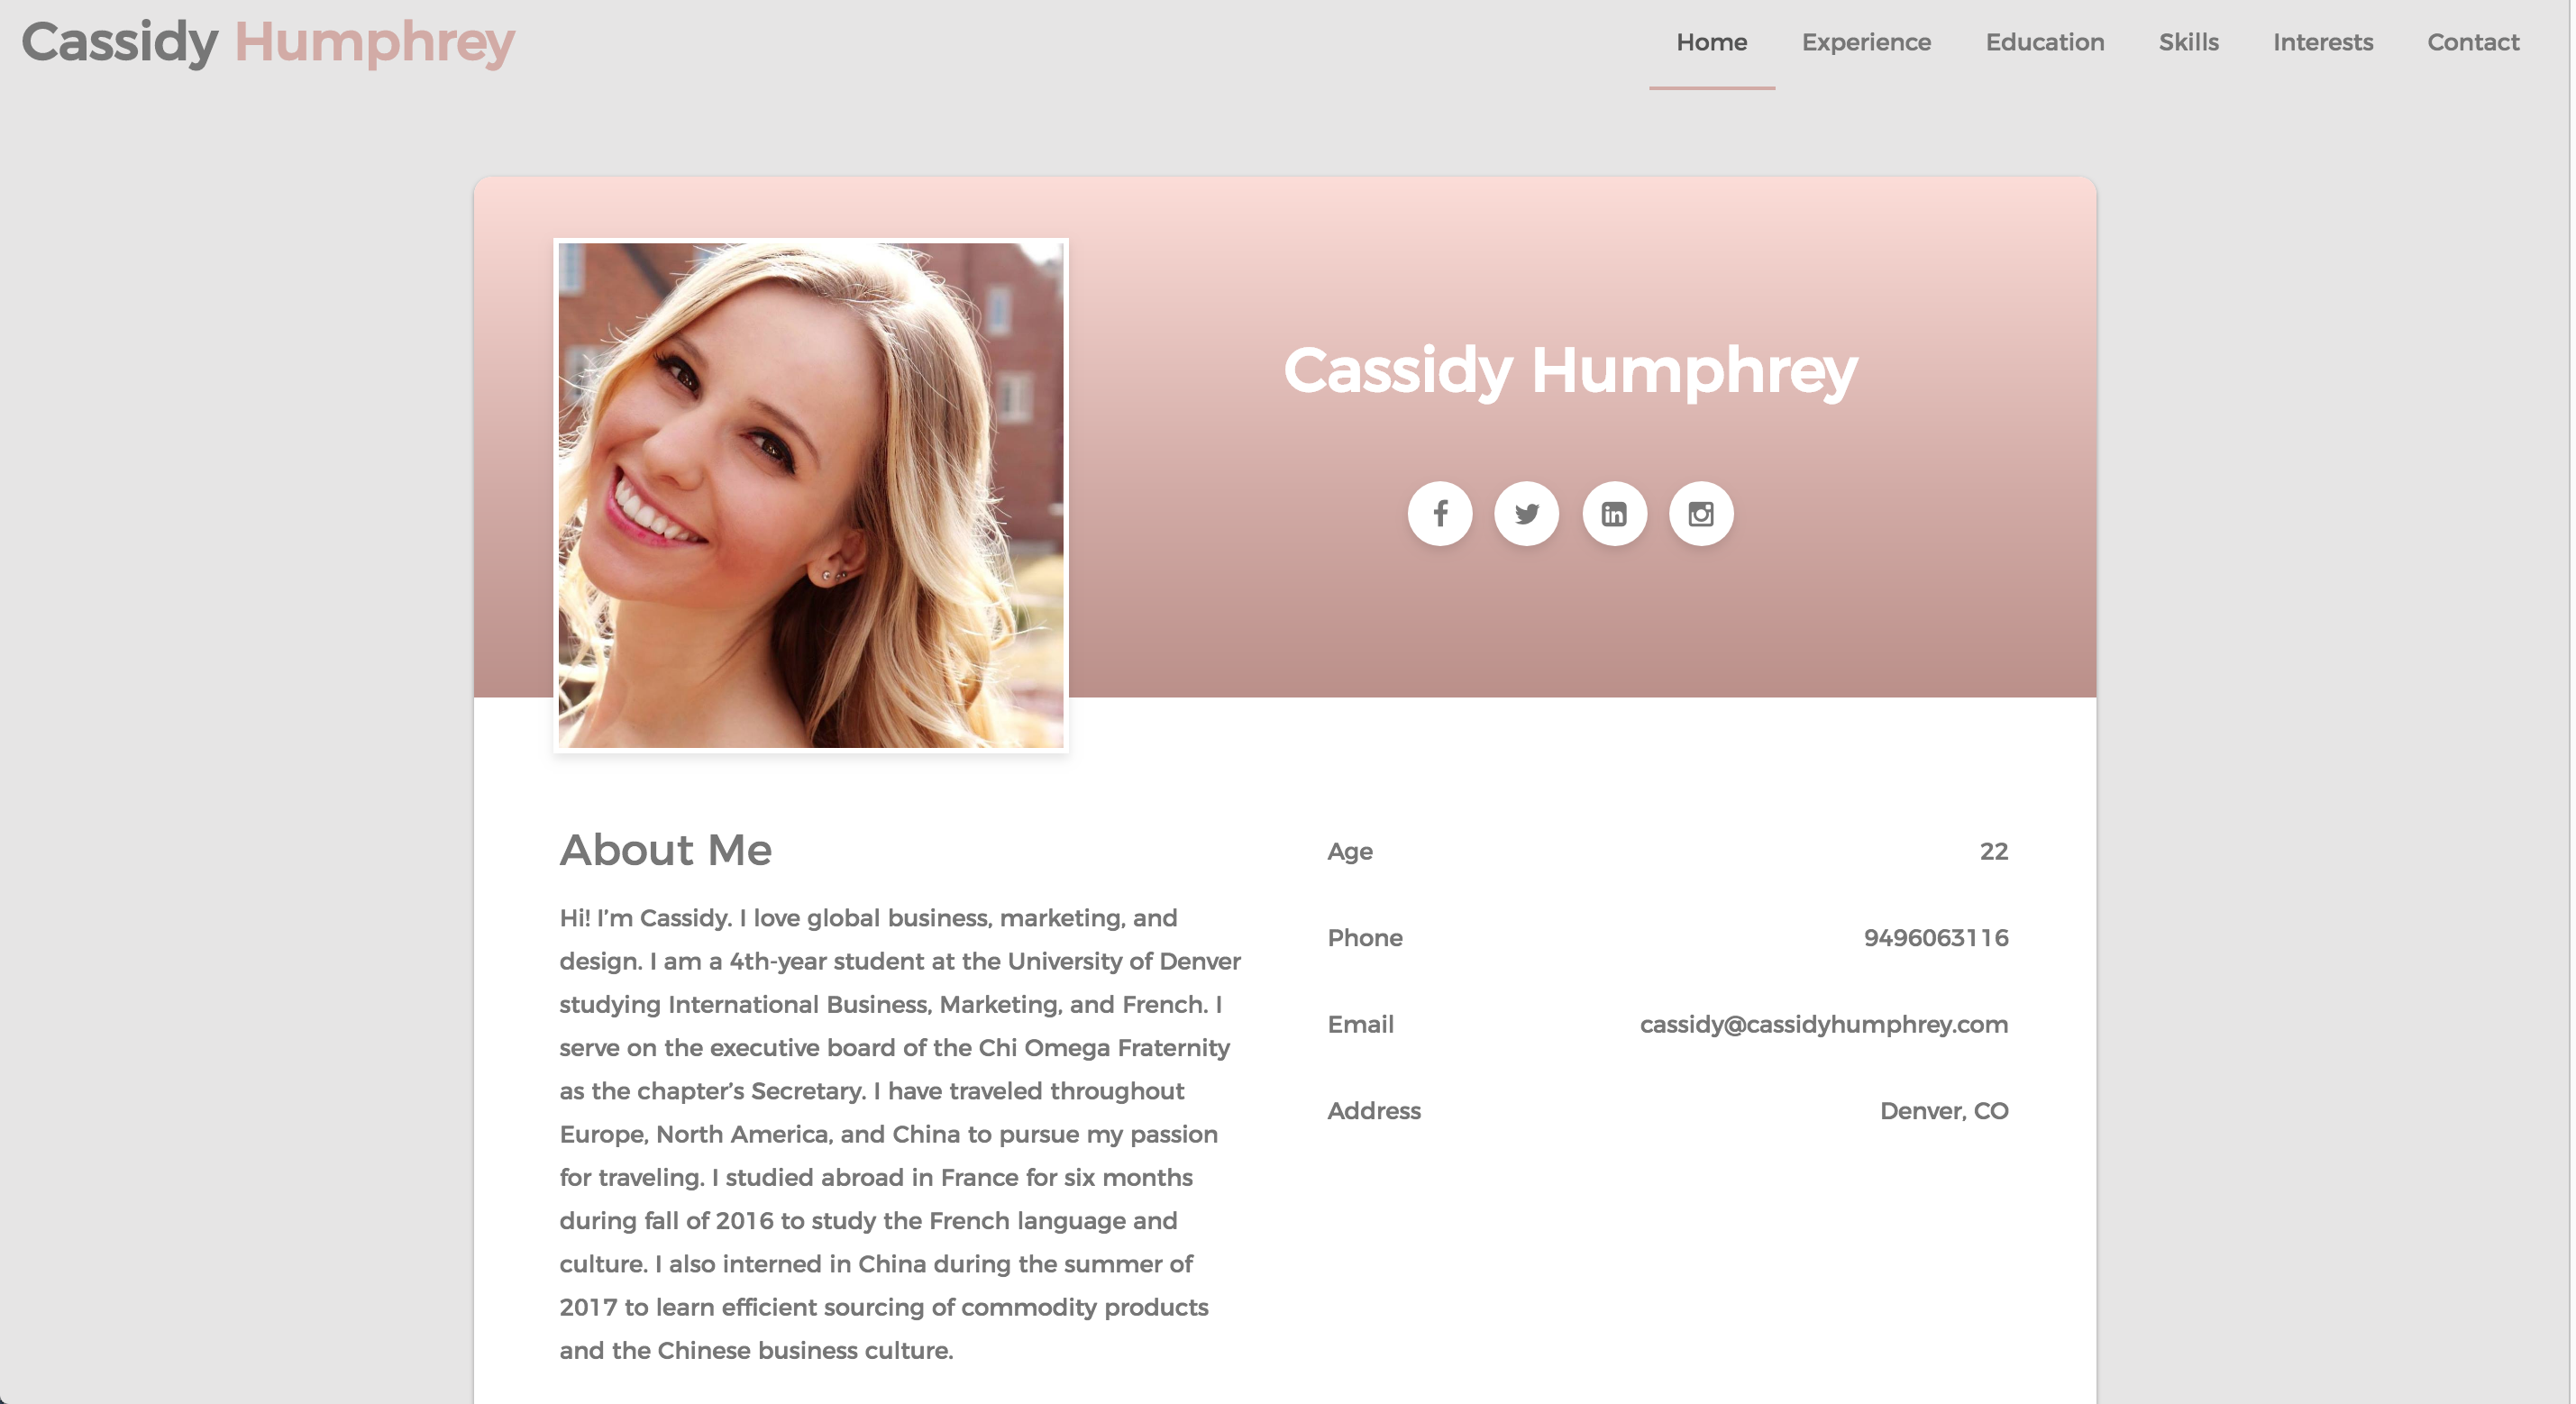 Cassidy Humphrey
Home Experience Education Skills Interests Contact
Cassidy Humphrey
About Me
Hi! I’m Cassidy. I love global business, marketing, and
design. I am a 4th-year student at the University of Denver
studying International Business, Marketing, and French. I
serve on the executive board of the Chi Omega Fraternity
as the chapter’s Secretary. I have traveled throughout
Europe, North America, and China to pursue my passion
for traveling. I studied abroad in France for six months
during fall of 2016 to study the French language and
culture. I also interned in China during the summer of
2017 to learn efficient sourcing of commodity products
and the Chinese business culture.
Age 22
Phone 9496063116
Email cassidy@cassidyhumphrey.com
Address Denver, CO